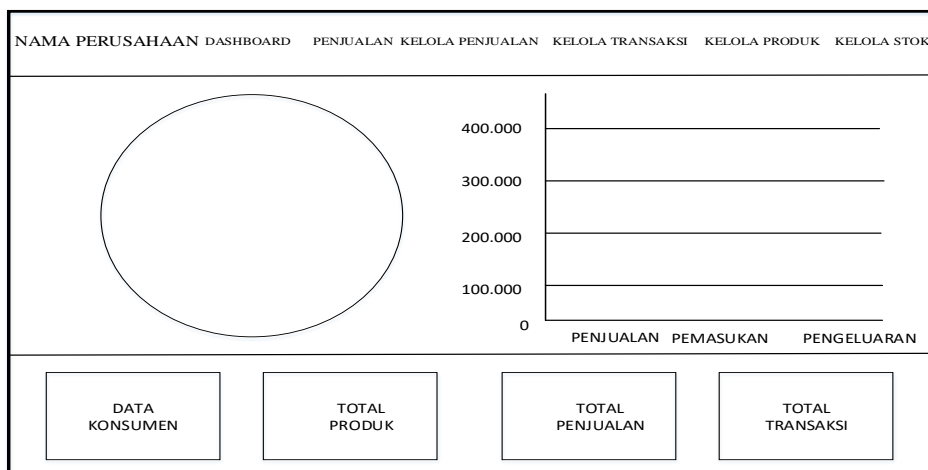 NAMA PERUSAHAAN DASHBOARD PENJUALAN KELOLA PENJUALAN KELOLA TRANSAKSI KELOLA PRODUK KELOLA STOK
400.000
300.000
200.000
100.000
0
PENJUALAN PEMASUKAN PENGELUARAN
DATA
KONSUMEN
TOTAL
PRODUK
TOTAL
PENJUALAN
TOTAL
TRANSAKSI